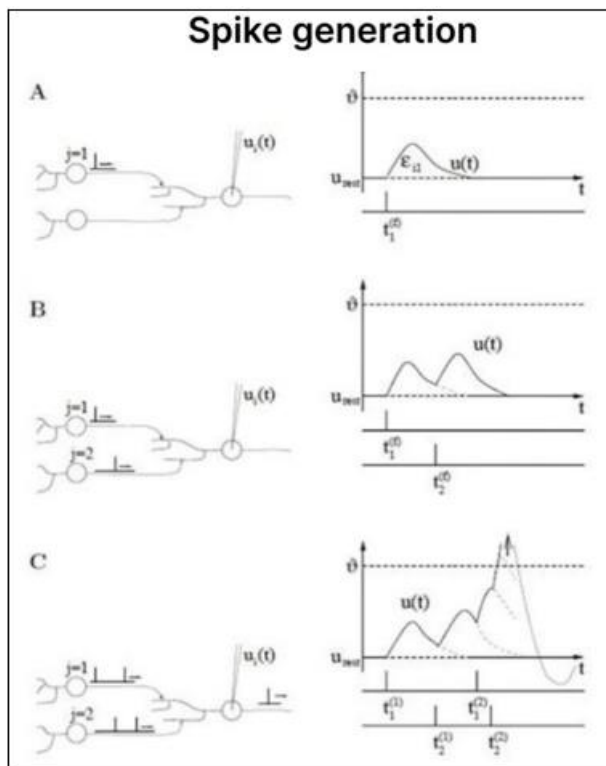 Spike generation
A
j=1
u_i(t)
ϑ
ε_i1 u(t)
u_rest
t
t_1^(f)
B
j=1
u_i(t)
j=2
ϑ
u(t)
u_rest
t
t_1^(f)
t_2^(f)
C
j=1
u_i(t)
j=2
ϑ
u(t)
u_rest
t
t_1^(1) t_1^(2)
t_2^(1) t_2^(2)